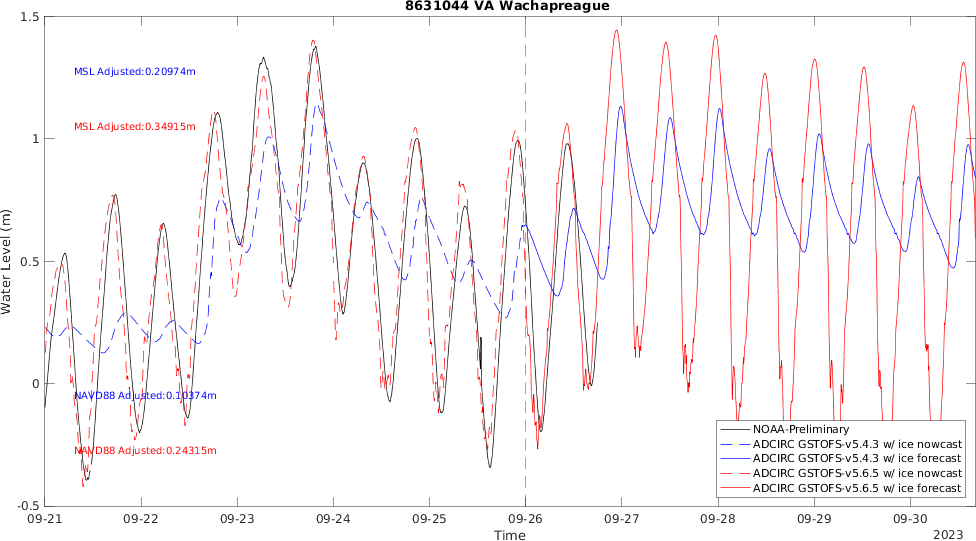 8631044 VA Wachapreague
1.5
MSL Adjusted:0.20974m
MSL Adjusted:0.34915m
1
Water Level (m)
0.5
0
NAVD88 Adjusted:0.10374m
NAVD88 Adjusted:0.24315m
-0.5
NOAA-Preliminary
ADCIRC GSTOFS-v5.4.3 w/ ice nowcast
ADCIRC GSTOFS-v5.4.3 w/ ice forecast
ADCIRC GSTOFS-v5.6.5 w/ ice nowcast
ADCIRC GSTOFS-v5.6.5 w/ ice forecast
09-21 09-22 09-23 09-24 09-25 09-26 09-27 09-28 09-29 09-30
Time
2023